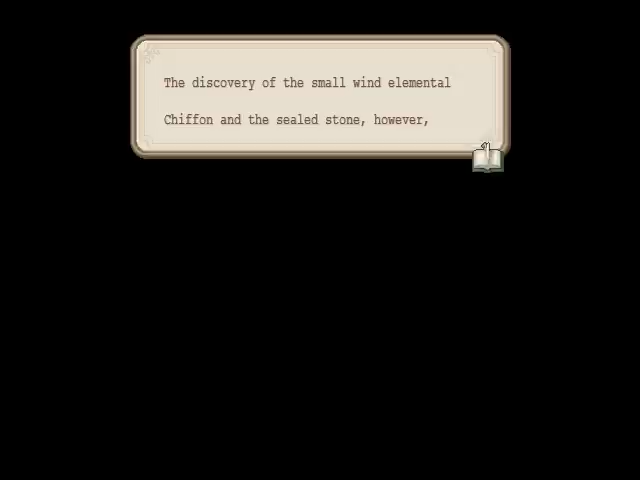 The discovery of the small wind elemental
Chiffon and the sealed stone, however,